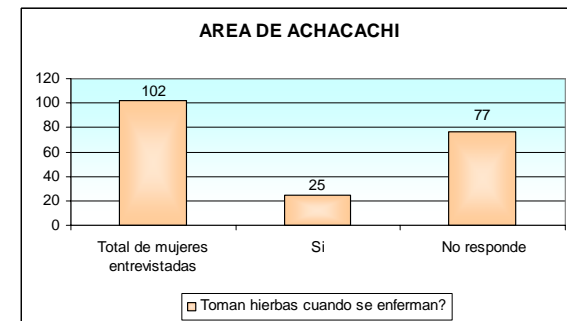 AREA DE ACHACACHI
120
100
80
60
40
20
0
102
25
77
Total de mujeres
entrevistadas
Si
No responde
Toman hierbas cuando se enferman?